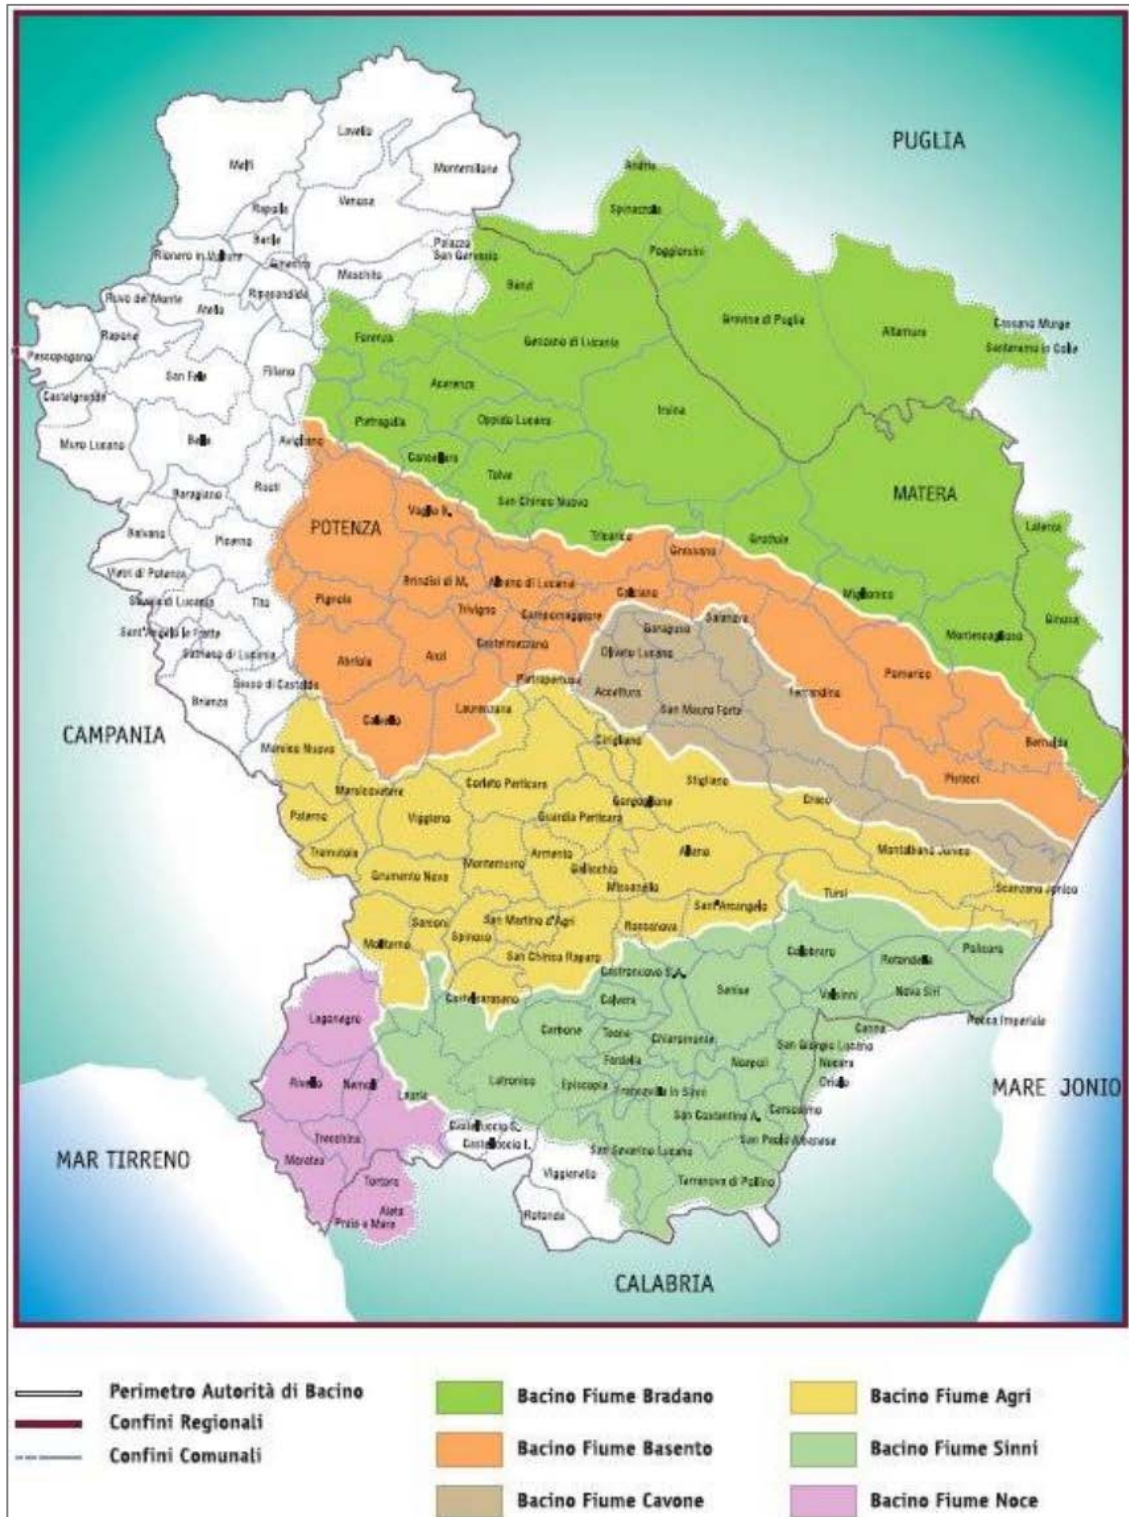 PUGLIA
Lavello
Melfi
Montemilone
Andria
Venosa
Rapolla
Spinazzola
Barile
Palazzo
San Gervasio
Rionero in Vulture
Ginestra
Poggiorsini
Maschito
Banzi
Ripacandida
Ruvo del Monte
Atella
Gravina di Puglia
Cassano Murge
Altamura
Rapone
Forenza
Genzano di Lucania
Santeramo in Colle
Pescopagano
San Fele
Filiano
Acerenza
Castelgrande
Irsina
Pietragalla
Oppido Lucano
Muro Lucano
Bella
Avigliano
Cancellara
Tolve
Ruoti
Baragiano
San Chirico Nuovo
MATERA
Vaglio B.
Laterza
POTENZA
Balvano
Picerno
Tricarico
Grottole
Grassano
Vietri di Potenza
Brindisi di M.
Albano di Lucania
Calciano
Miglionico
Savoia di Lucania
Tito
Pignola
Trivigno
Campomaggiore
Salandra
Ginosa
Sant'Angelo le Fratte
Garaguso
Montescaglioso
Satriano di Lucania
Abriola
Anzi
Castelmezzano
Oliveto Lucano
Pomarico
Sasso di Castalda
Pietrapertosa
Accettura
Ferrandina
Brienza
Calvello
Laurenzana
San Mauro Forte
CAMPANIA
Marsico Nuovo
Cirigliano
Bernalda
Marsicovetere
Corleto Perticara
Stigliano
Pisticci
Gorgoglione
Craco
Paterno
Viggiano
Guardia Perticara
Tramutola
Armento
Aliano
Montalbano Jonico
Grumento Nova
Montemurro
Gallicchio
Missanello
Scanzano Jonico
Sant'Arcangelo
Tursi
Sarconi
San Martino d'Agri
Roccanova
Moliterno
Spinoso
San Chirico Raparo
Colobraro
Policoro
Rotondella
Castronuovo S.A.
Castelsaraceno
Calvera
Senise
Valsinni
Nova Siri
Lagonegro
Carbone
Teana
Chiaromonte
Canna
Rocca Imperiale
San Giorgio Lucano
Fardella
Noepoli
Nocara
Rivello
Nemoli
Lauria
Latronico
Episcopia
Francavilla in Sinni
Oriolo
MARE JONIO
San Costantino A.
Cersosimo
Castelluccio S.
Castelluccio I.
Trecchina
San Severino Lucano
San Paolo Albanese
MAR TIRRENO
Maratea
Viggianello
Tortora
Terranova di Pollino
Aieta
Praia a Mare
Rotonda
CALABRIA
Perimetro Autorità di Bacino
Confini Regionali
Confini Comunali
Bacino Fiume Bradano
Bacino Fiume Basento
Bacino Fiume Cavone
Bacino Fiume Agri
Bacino Fiume Sinni
Bacino Fiume Noce